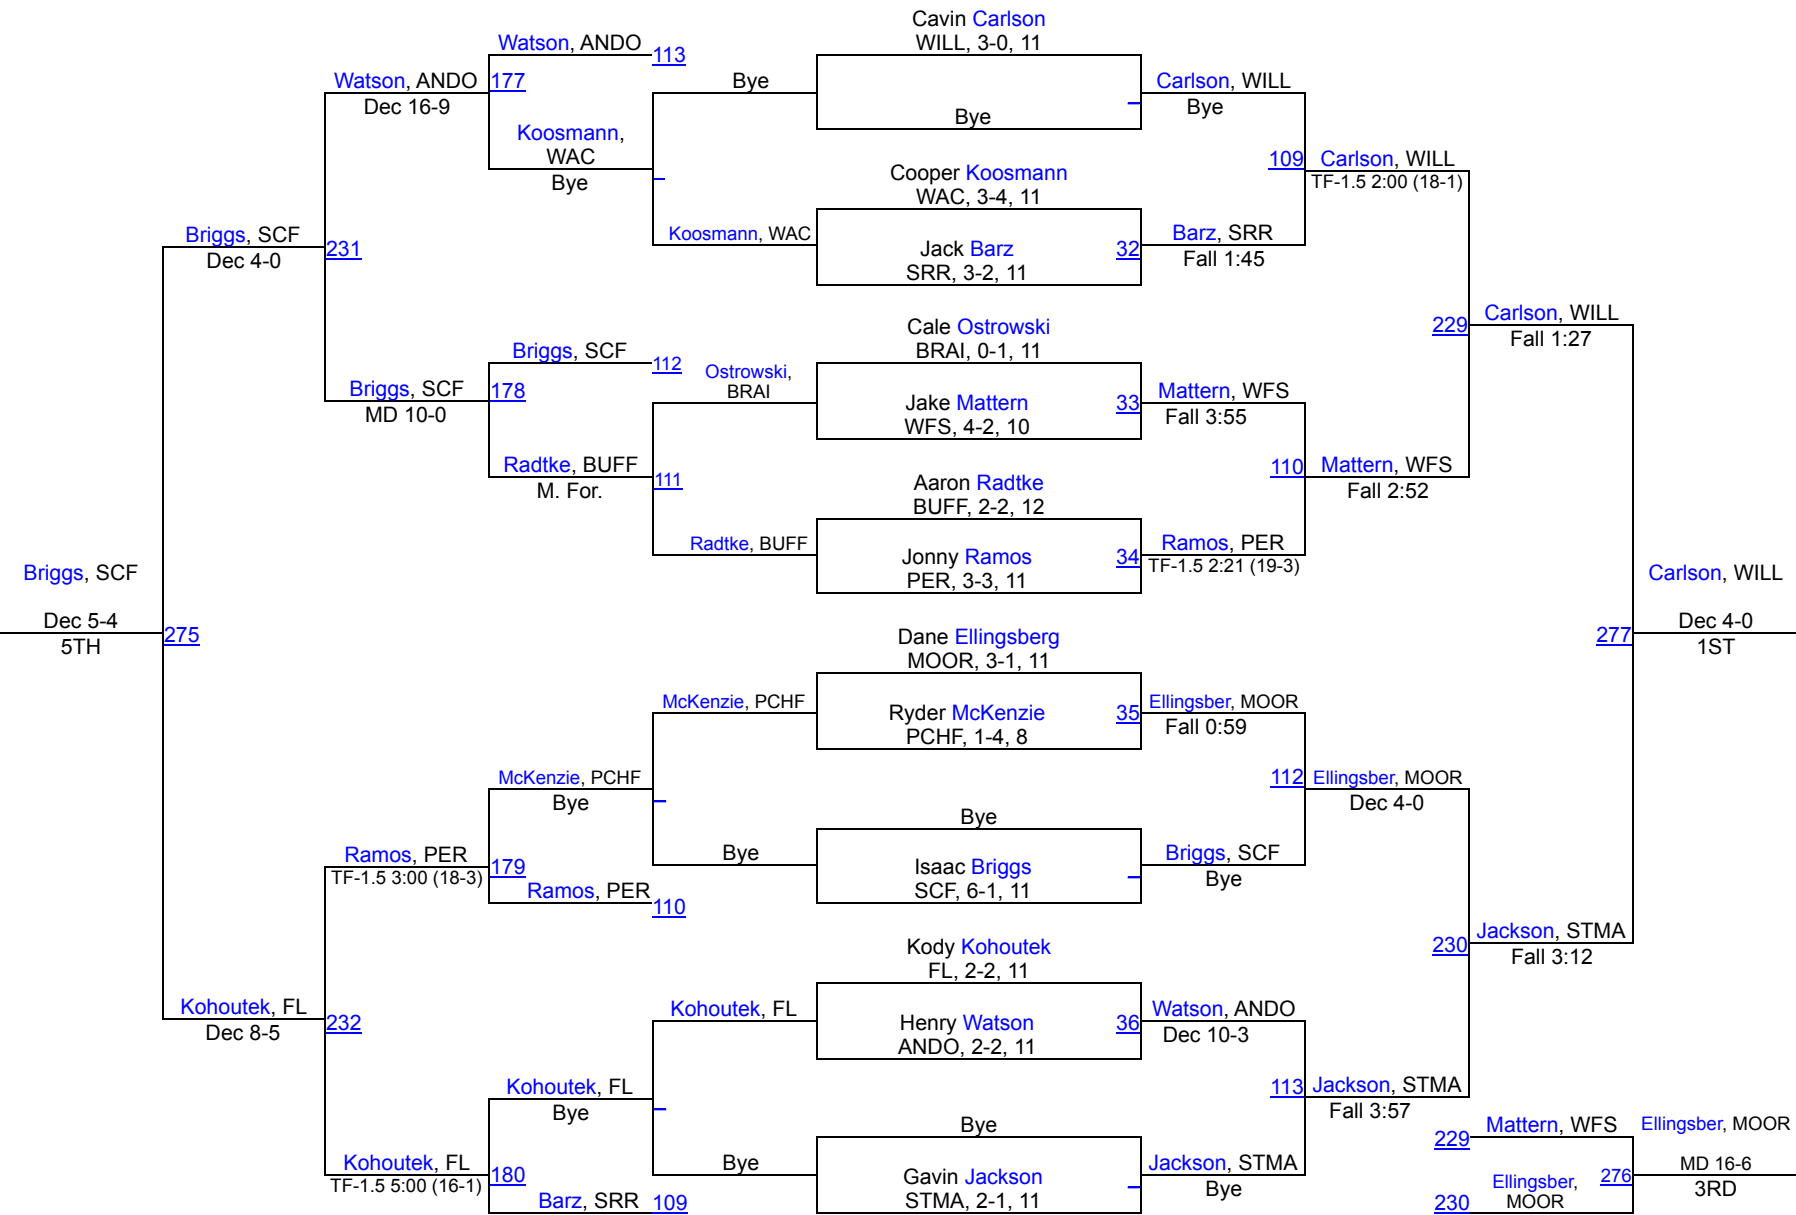 Cavin Carlson
WILL, 3-0, 11
Watson, ANDO
113
Watson, ANDO
177
Dec 16-9
Bye
Bye
Carlson, WILL
Bye
Koosmann,
WAC
Bye
Cooper Koosmann
WAC, 3-4, 11
109
Carlson, WILL
TF-1.5 2:00 (18-1)
Briggs, SCF
Dec 4-0
231
Koosmann, WAC
Jack Barz
SRR, 3-2, 11
32
Barz, SRR
Fall 1:45
Cale Ostrowski
BRAI, 0-1, 11
229
Carlson, WILL
Fall 1:27
Briggs, SCF
112
Briggs, SCF
178
MD 10-0
Ostrowski,
BRAI
Jake Mattern
WFS, 4-2, 10
33
Mattern, WFS
Fall 3:55
Radtke, BUFF
M. For.
111
Aaron Radtke
BUFF, 2-2, 12
110
Mattern, WFS
Fall 2:52
Radtke, BUFF
Jonny Ramos
PER, 3-3, 11
34
Ramos, PER
TF-1.5 2:21 (19-3)
Briggs, SCF
Dec 5-4
5TH
275
Carlson, WILL
277
Dec 4-0
1ST
Dane Ellingsberg
MOOR, 3-1, 11
McKenzie, PCHF
Ryder McKenzie
PCHF, 1-4, 8
35
Ellingsber, MOOR
Fall 0:59
McKenzie, PCHF
Bye
112
Ellingsber, MOOR
Dec 4-0
Bye
Ramos, PER
TF-1.5 3:00 (18-3)
179
Bye
Isaac Briggs
SCF, 6-1, 11
Briggs, SCF
Bye
Ramos, PER
110
Kody Kohoutek
FL, 2-2, 11
230
Jackson, STMA
Fall 3:12
Kohoutek, FL
Dec 8-5
232
Kohoutek, FL
Henry Watson
ANDO, 2-2, 11
36
Watson, ANDO
Dec 10-3
Kohoutek, FL
Bye
113
Jackson, STMA
Fall 3:57
Bye
229
Mattern, WFS
Ellingsber, MOOR
Kohoutek, FL
TF-1.5 5:00 (16-1)
180
Bye
Gavin Jackson
STMA, 2-1, 11
Jackson, STMA
Bye
276
MD 16-6
3RD
Barz, SRR
109
230
Ellingsber,
MOOR